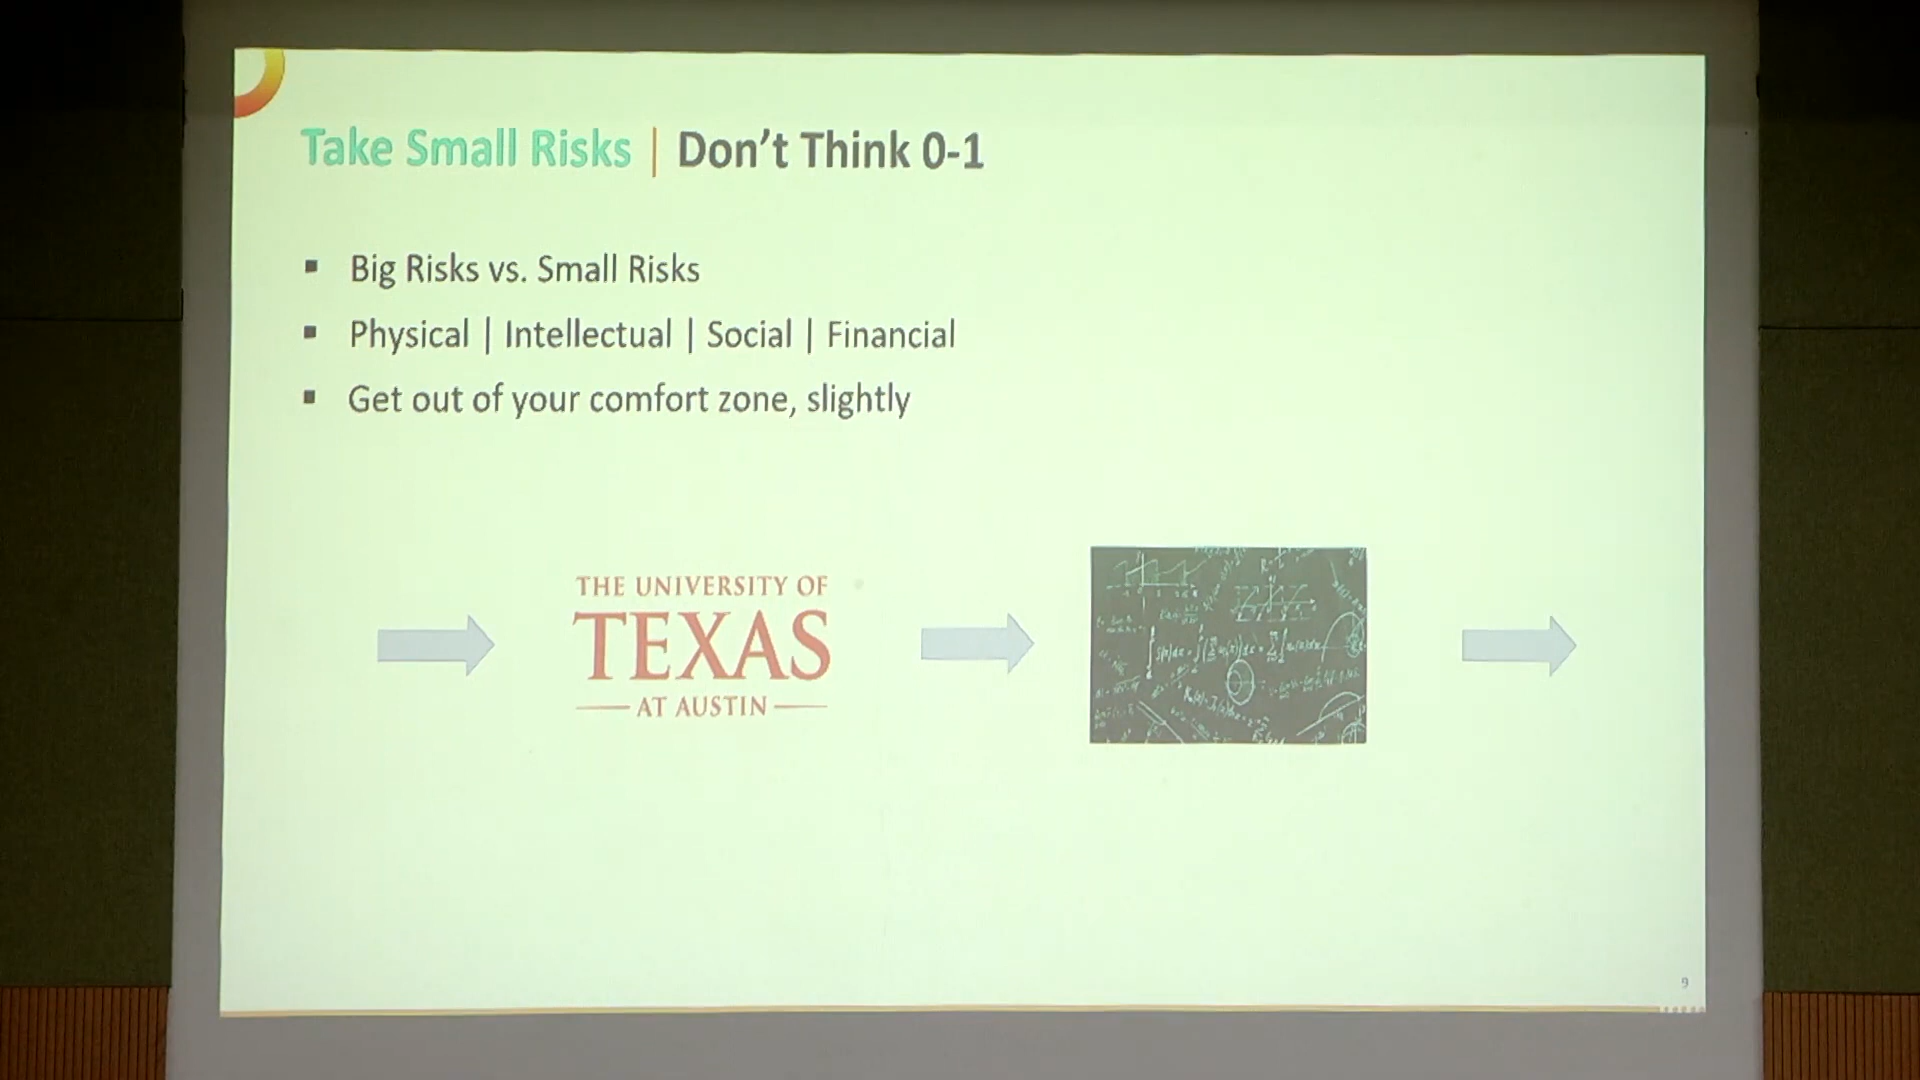 Take Small Risks | Don't Think 0-1
▪ Big Risks vs. Small Risks
▪ Physical | Intellectual | Social | Financial
▪ Get out of your comfort zone, slightly
THE UNIVERSITY OF
TEXAS
AT AUSTIN
9